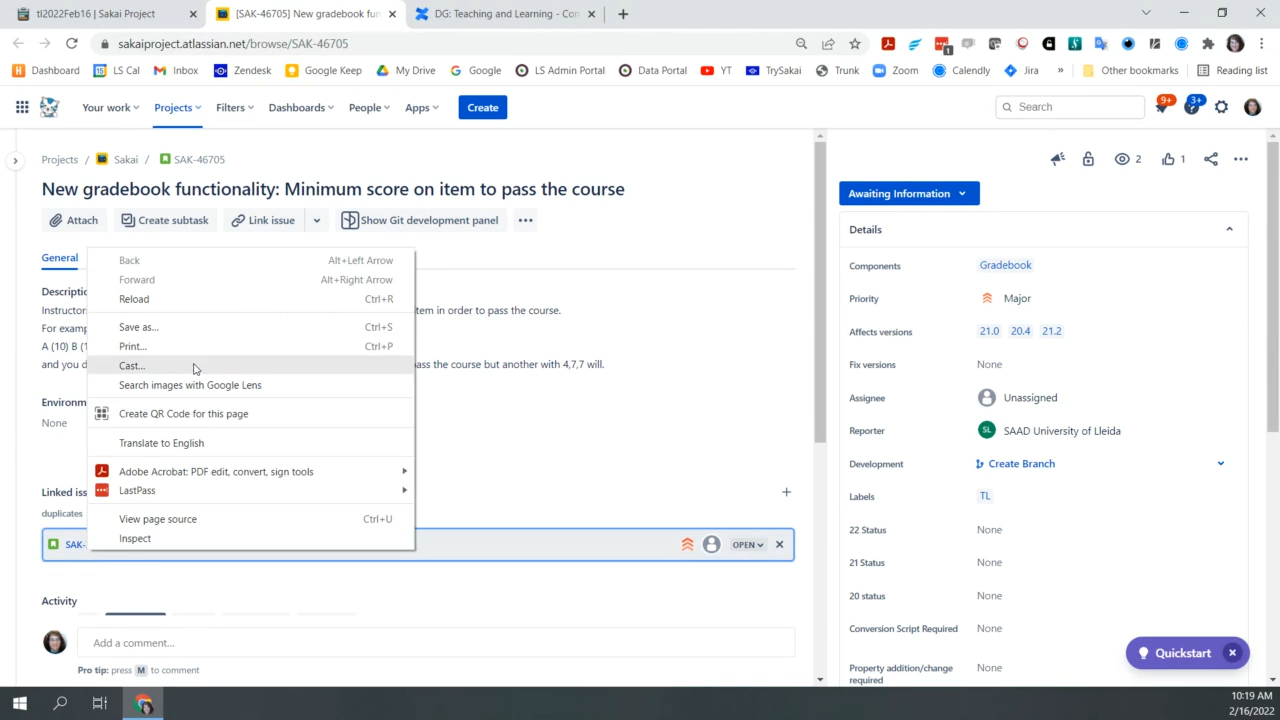 tl2022Feb16 | Sakai Project
[SAK-46705] New gradebook fun
DG: Teaching and Learning - Con
sakaiproject.atlassian.net/browse/SAK-46705
Dashboard
LS Cal
Inbox
Zendesk
Google Keep
My Drive
Google
LS Admin Portal
Data Portal
YT
TrySakai
Trunk
Zoom
Calendly
Jira
»
Other bookmarks
Reading list
Your work
Projects
Filters
Dashboards
People
Apps
Create
Search
9+
3+
Projects / Sakai / SAK-46705
New gradebook functionality: Minimum score on item to pass the course
Attach
Create subtask
Link issue
Show Git development panel
General
Back Alt+Left Arrow
Forward Alt+Right Arrow
Reload Ctrl+R
Save as... Ctrl+S
Print... Ctrl+P
Cast...
Search images with Google Lens
Create QR Code for this page
Translate to English
Adobe Acrobat: PDF edit, convert, sign tools
LastPass
View page source Ctrl+U
Inspect
Descriptio
Instructors
tem in order to pass the course.
For examp
A (10) B (1
and you d
pass the course but another with 4,7,7 will.
Environm
None
Linked iss
duplicates
SAK-
OPEN
Activity
Add a comment...
Pro tip: press M to comment
2
1
Awaiting Information
Details
Components Gradebook
Priority Major
Affects versions 21.0 20.4 21.2
Fix versions None
Assignee Unassigned
Reporter SL SAAD University of Lleida
Development Create Branch
Labels TL
22 Status None
21 Status None
20 status None
Conversion Script Required None
Property addition/change required None
Quickstart
10:19 AM
2/16/2022